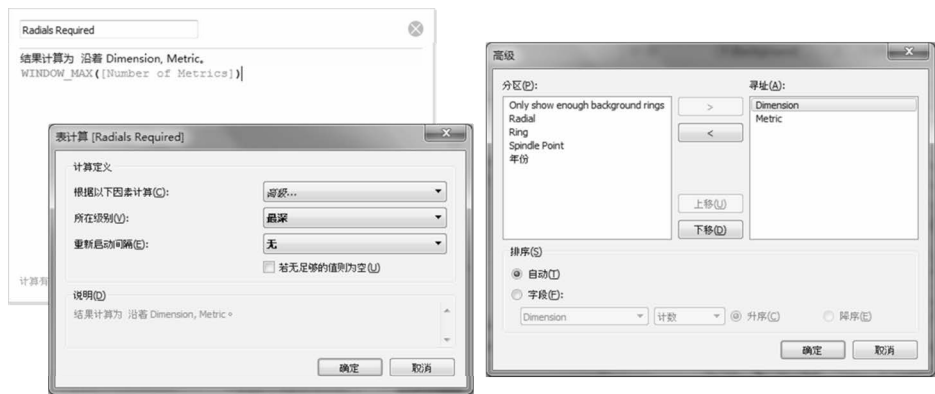 Radials Required
结果计算为 沿着 Dimension, Metric。
WINDOW_MAX([Number of Metrics])
计算有
表计算 [Radials Required]
计算定义
根据以下因素计算(C):
高级...
所在级别(V):
最深
重新启动间隔(E):
无
若无足够的值则为空(U)
说明(D)
结果计算为 沿着 Dimension, Metric。
确定
取消
高级
分区(P):
Only show enough background rings
Radial
Ring
Spindle Point
年份
>
<
上移(U)
下移(D)
寻址(A):
Dimension
Metric
排序(S)
自动(T)
字段(F):
Dimension
计数
升序(C)
降序(E)
确定
取消